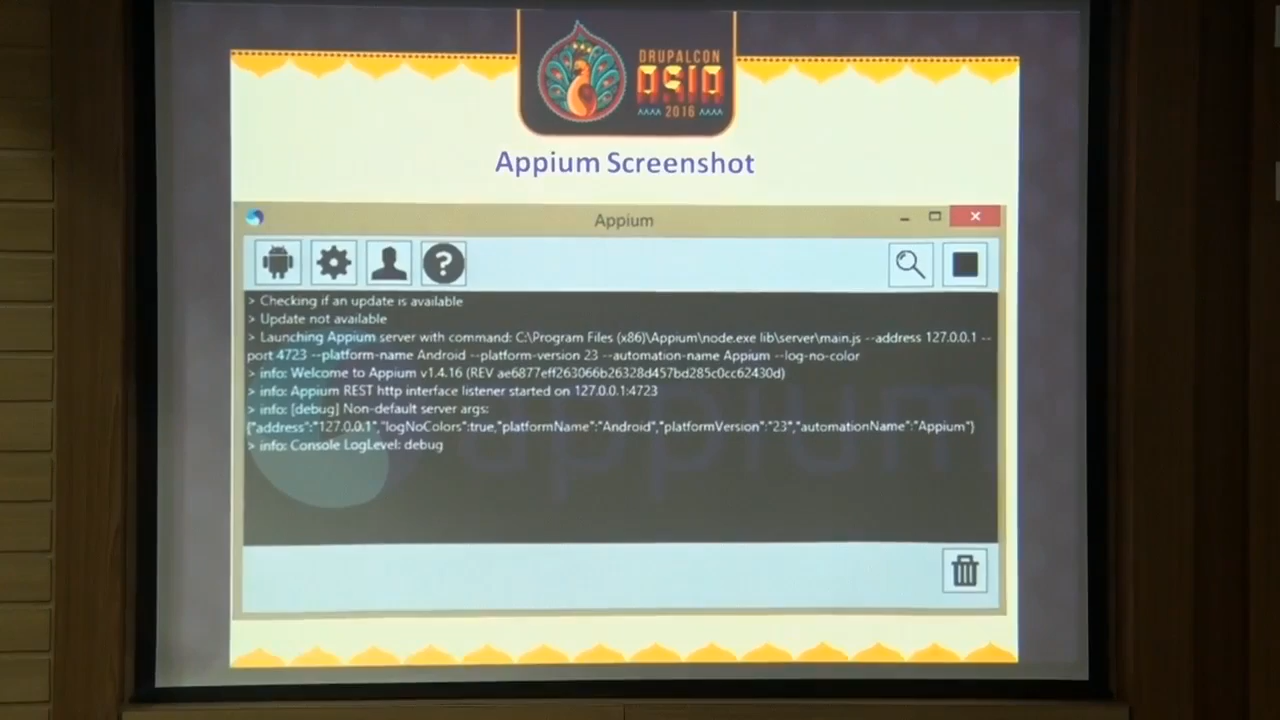 DRUPALCON
ASIA
2016
Appium Screenshot
Appium
> Checking if an update is available
> Update not available
> Launching Appium server with command: C:\Program Files (x86)\Appium\node.exe lib\server\main.js --address 127.0.0.1 --
port 4723 --platform-name Android --platform-version 23 --automation-name Appium --log-no-color
> info: Welcome to Appium v1.4.16 (REV ae6877eff263066b26328d457bd285c0cc62430d)
> info: Appium REST http interface listener started on 127.0.0.1:4723
> info: [debug] Non-default server args:
{"address":"127.0.0.1","logNoColors":true,"platformName":"Android","platformVersion":"23","automationName":"Appium"}
> info: Console LogLevel: debug
appium